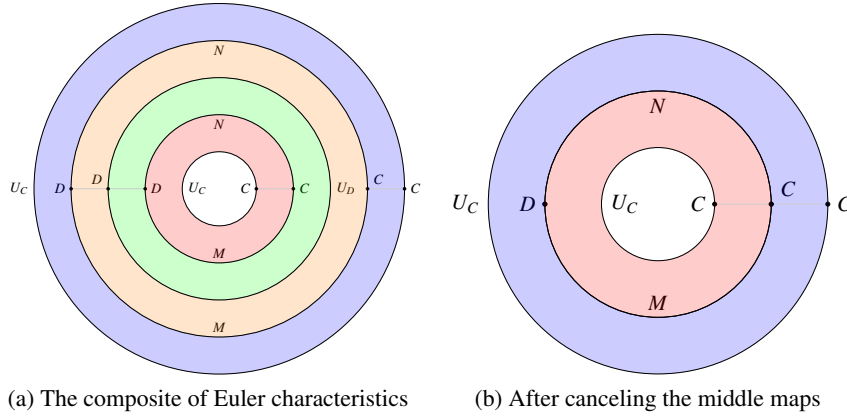 N
N
U_C D D D U_C C C U_D C C
M
M
(a) The composite of Euler characteristics
N
U_C D U_C C C C
M
(b) After canceling the middle maps